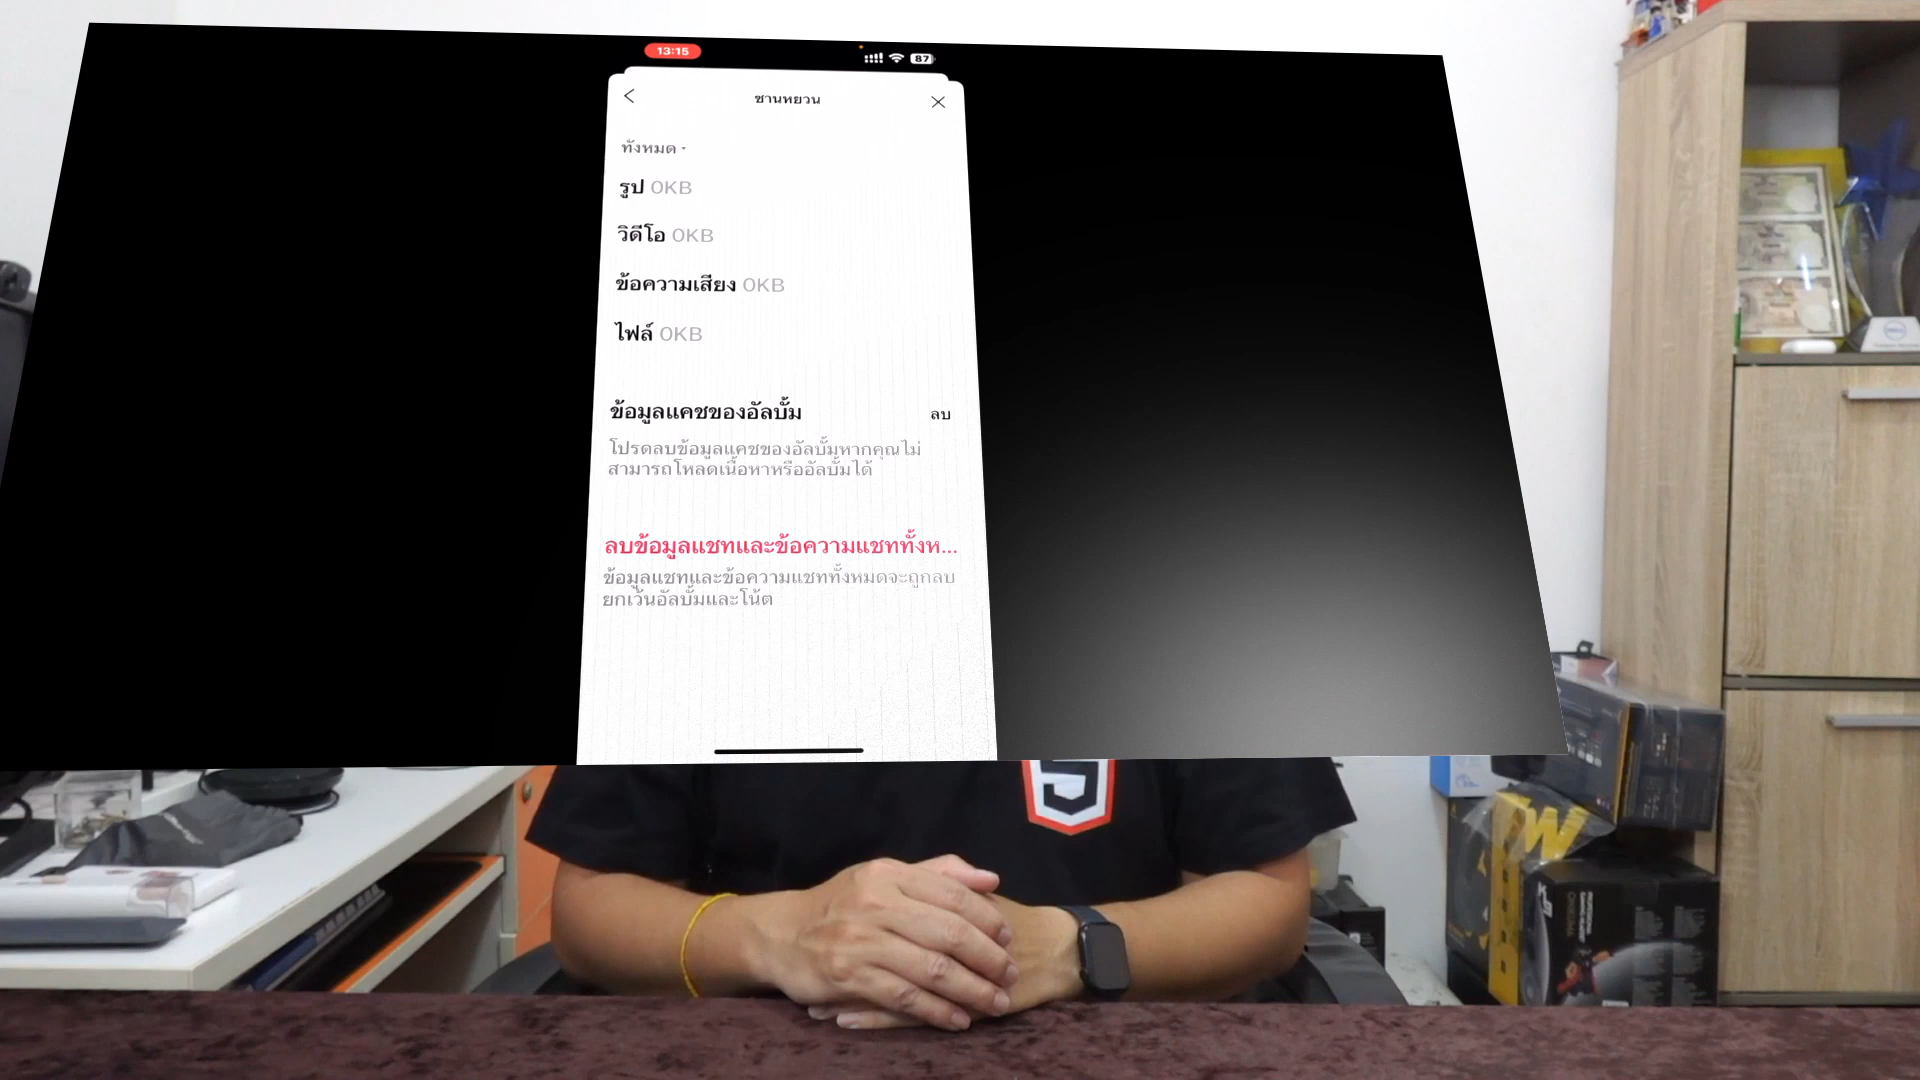 13:15
87
ซานหยวน
ทั้งหมด
รูป 0KB
วิดีโอ 0KB
ข้อความเสียง 0KB
ไฟล์ 0KB
ข้อมูลแคชของอัลบั้ม ลบ
โปรดลบข้อมูลแคชของอัลบั้มหากคุณไม่
สามารถโหลดเนื้อหาหรืออัลบั้มได้
ลบข้อมูลแชทและข้อความแชททั้งห...
ข้อมูลแชทและข้อความแชททั้งหมดจะถูกลบ
ยกเว้นอัลบั้มและโน้ต